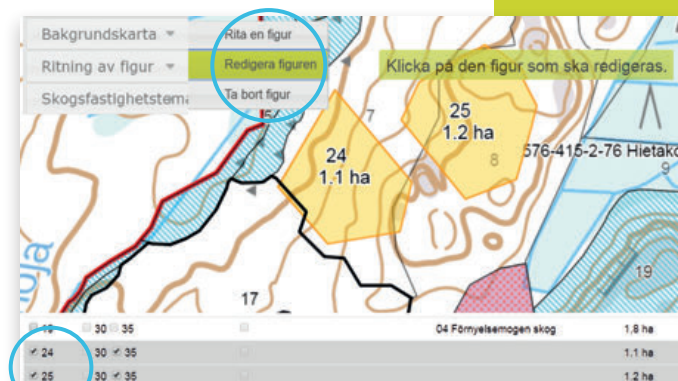 Bakgrundskarta
Rita en figur
Ritning av figur
Redigera figuren
Klicka på den figur som ska redigeras.
Skogsfastighetstema
Ta bort figur
7
25
1.2 ha
24
1.1 ha
8
576-415-2-76 Hietak
9
oja
19
17
30 35 04 Förnyelsemogen skog 1,8 ha
24 30 35 1.1 ha
25 30 35 1.2 ha